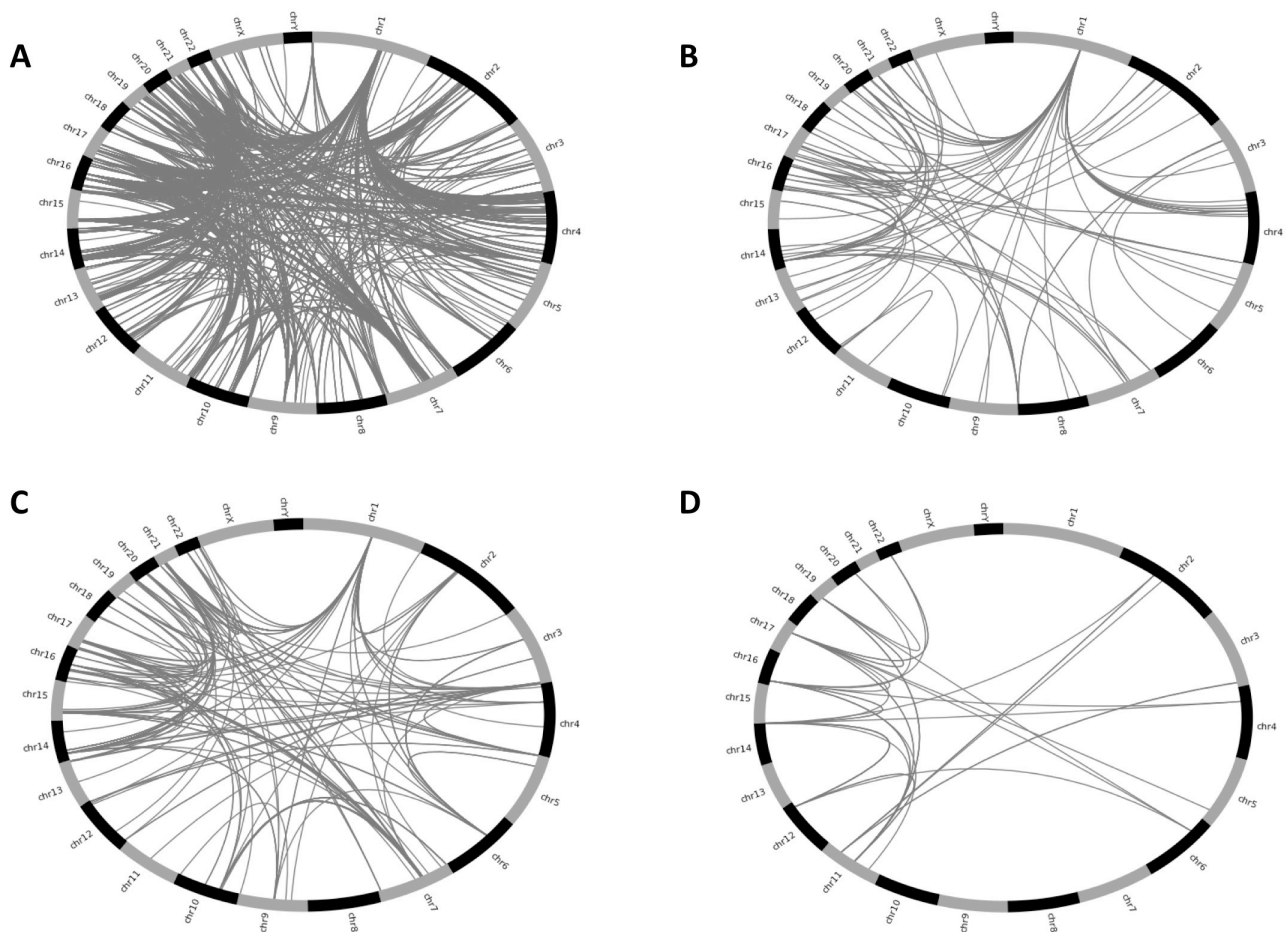 A
chr1
chr2
chr3
chr4
chr5
chr6
chr7
chr8
chr9
chr10
chr11
chr12
chr13
chr14
chr15
chr16
chr17
chr18
chr19
chr20
chr21
chr22
chrX
chrY
B
chr1
chr2
chr3
chr4
chr5
chr6
chr7
chr8
chr9
chr10
chr11
chr12
chr13
chr14
chr15
chr16
chr17
chr18
chr19
chr20
chr21
chr22
chrX
chrY
C
chr1
chr2
chr3
chr4
chr5
chr6
chr7
chr8
chr9
chr10
chr11
chr12
chr13
chr14
chr15
chr16
chr17
chr18
chr19
chr20
chr21
chr22
chrX
chrY
D
chr1
chr2
chr3
chr4
chr5
chr6
chr7
chr8
chr9
chr10
chr11
chr12
chr13
chr14
chr15
chr16
chr17
chr18
chr19
chr20
chr21
chr22
chrX
chrY